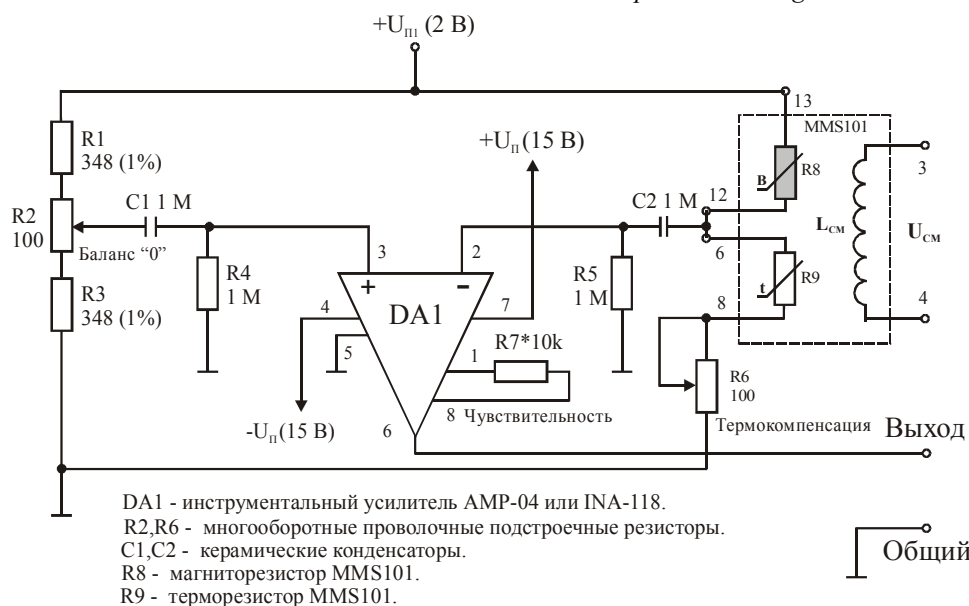 +Uп1 (2 В)
13
MMS101
R1
348 (1%)
+Uп (15 В)
B
R8
3
C1 1 М
C2 1 М
12
R2
100
Lсм
Uсм
Баланс “0”
6
3
2
R4
1 М
R5
1 М
R9
t
R3
348 (1%)
+
-
4
DA1
7
8
4
5
R7*10k
1
R6
100
8
Чувствительность
-Uп(15 В)
6
Термокомпенсация
Выход
DA1 - инструментальный усилитель AMP-04 или INA-118.
R2,R6 - многооборотные проволочные подстроечные резисторы.
C1,C2 - керамические конденсаторы.
Общий
R8 - магниторезистор MMS101.
R9 - терморезистор MMS101.